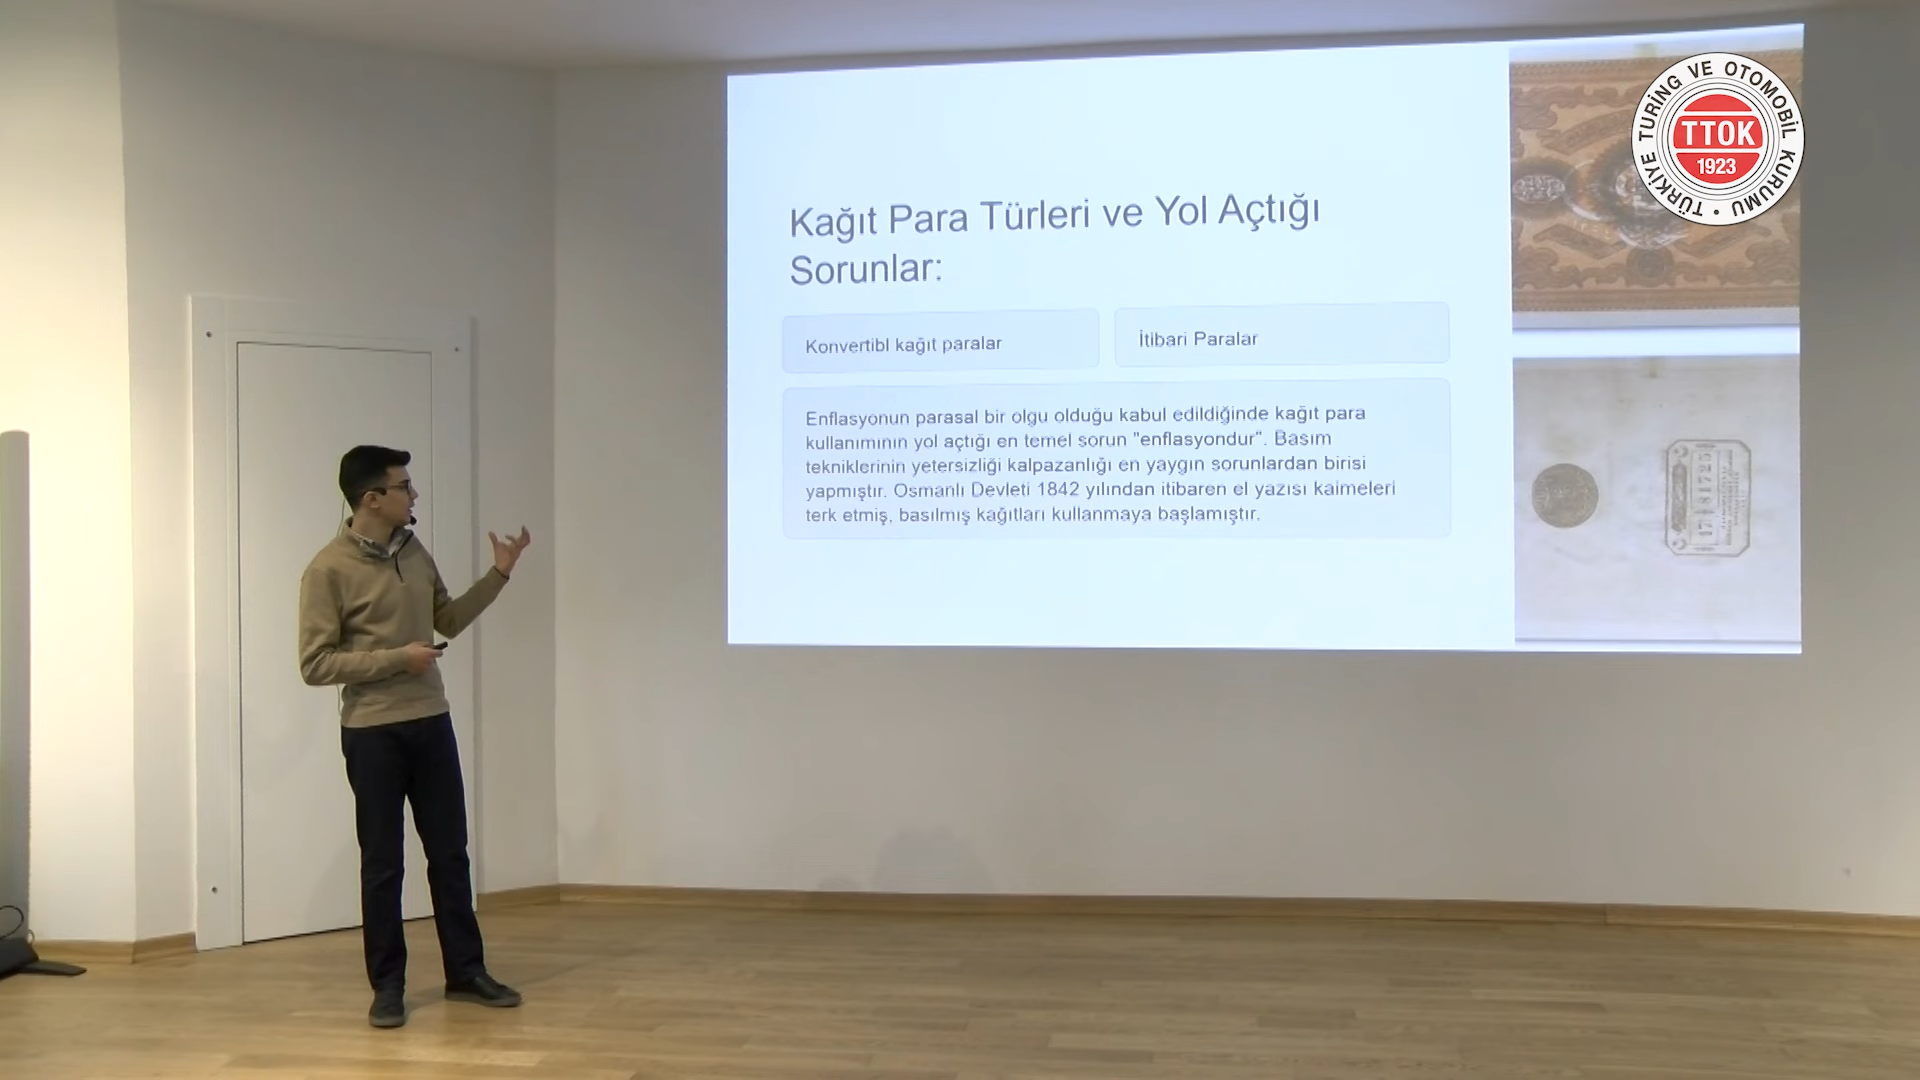 Kağıt Para Türleri ve Yol Açtığı
Sorunlar:
Konvertibl kağıt paralar
İtibari Paralar
Enflasyonun parasal bir olgu olduğu kabul edildiğinde kağıt para
kullanımının yol açtığı en temel sorun "enflasyondur". Basım
tekniklerinin yetersizliği kalpazanlığı en yaygın sorunlardan birisi
yapmıştır. Osmanlı Devleti 1842 yılından itibaren el yazısı kaimeleri
terk etmiş, basılmış kağıtları kullanmaya başlamıştır.
TÜRKİYE TURİNG VE OTOMOBİL KURUMU
TTOK
1923